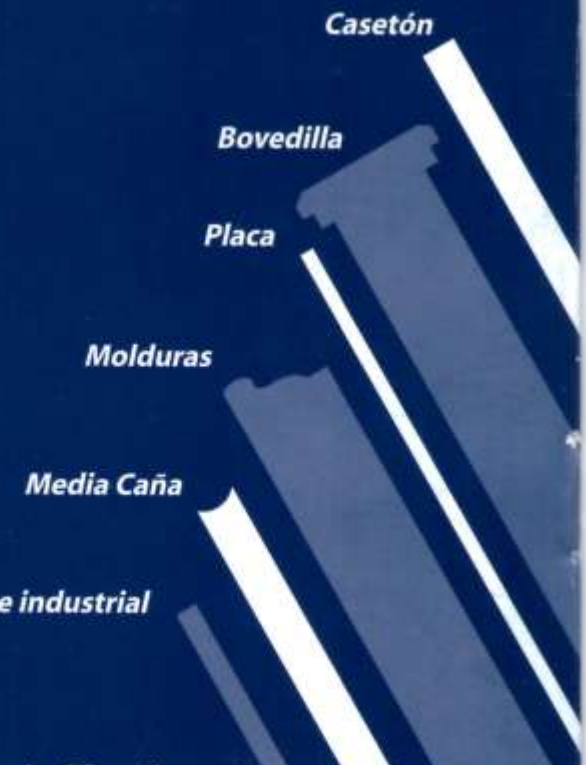 Casetón
Bovedilla
Placa
Molduras
Media Caña
e industrial